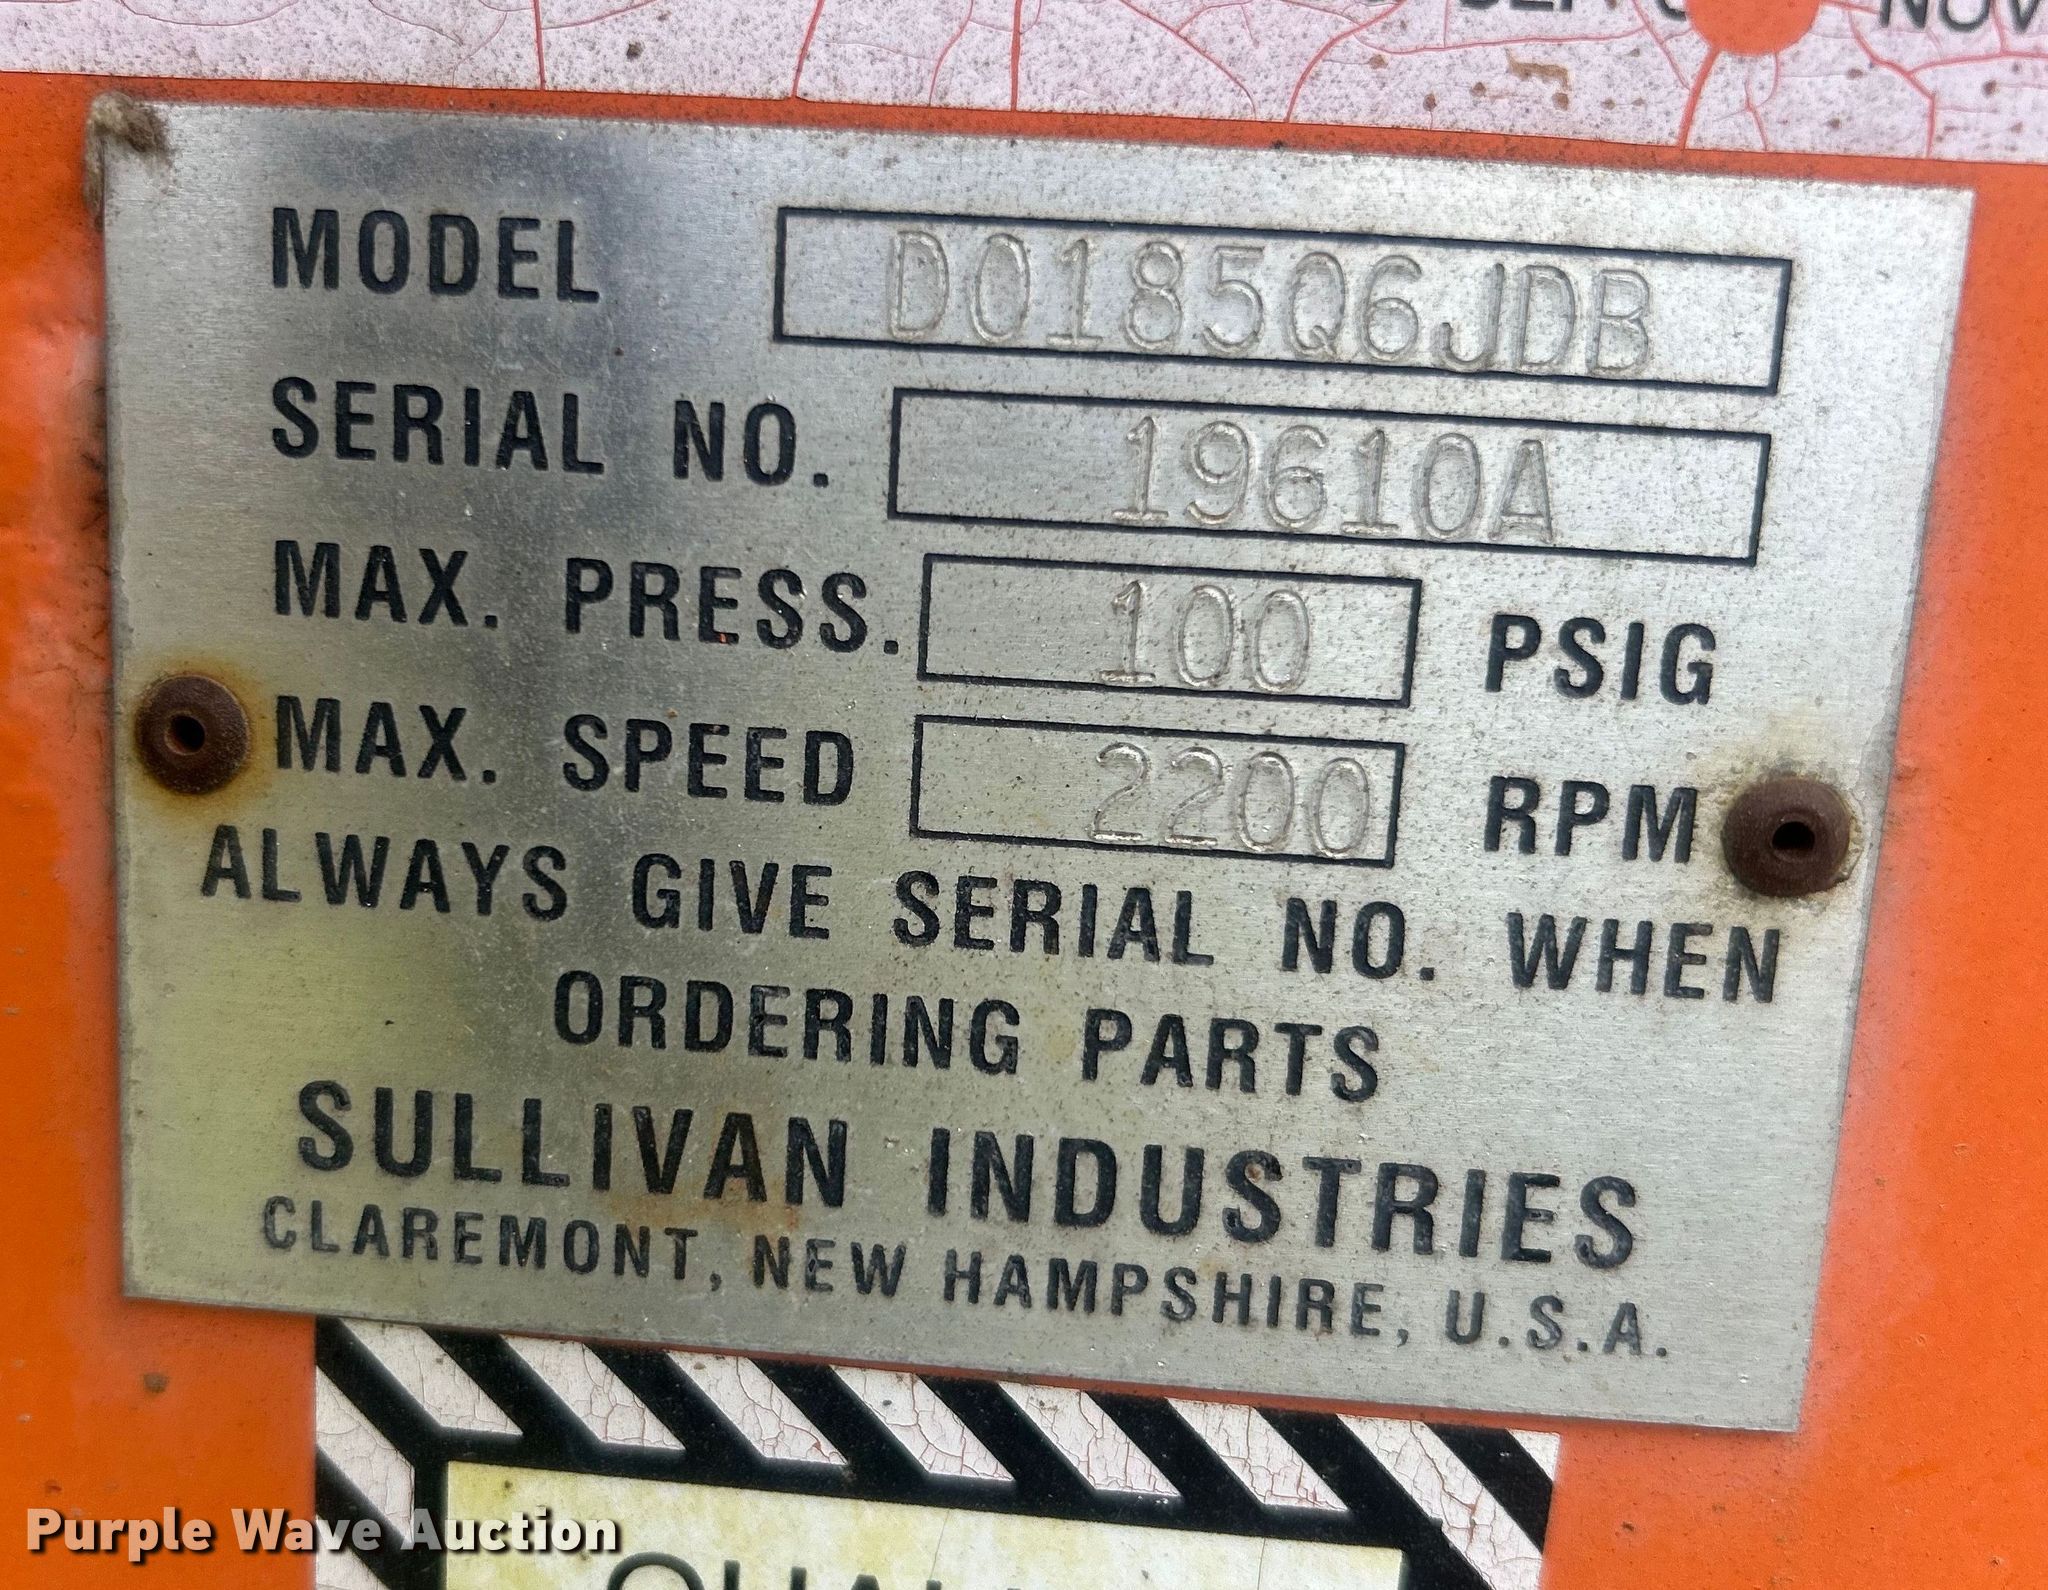 NOV
MODEL D0185Q6JDB
SERIAL NO. 19610A
MAX. PRESS. 100 PSIG
MAX. SPEED 2200 RPM
ALWAYS GIVE SERIAL NO. WHEN
ORDERING PARTS
SULLIVAN INDUSTRIES
CLAREMONT, NEW HAMPSHIRE, U.S.A.
Purple Wave Auction